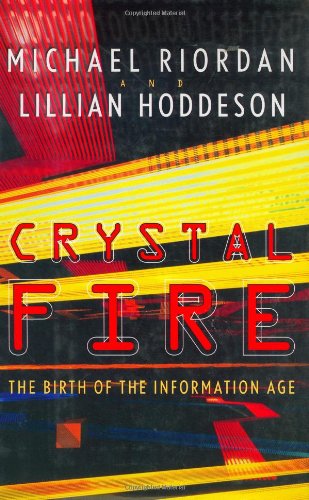 MICHAEL RIORDAN
AND
LILLIAN HODDESON
CRYSTAL
FIRE
THE BIRTH OF THE INFORMATION AGE